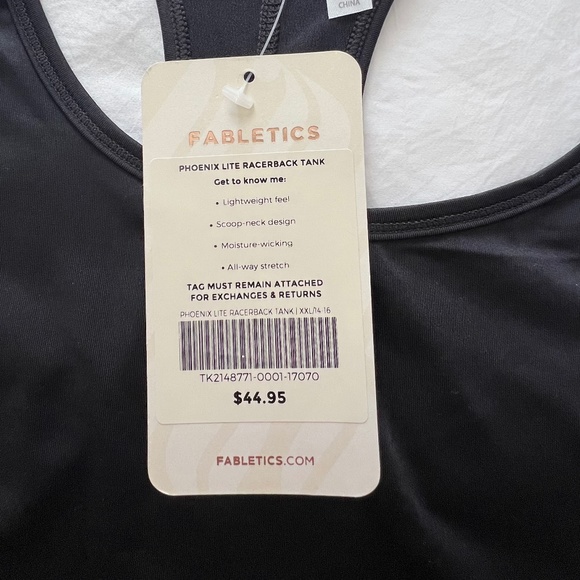 CHINA
FABLETICS
PHOENIX LITE RACERBACK TANK
Get to know me:
• Lightweight feel
• Scoop-neck design
• Moisture-wicking
• All-way stretch
TAG MUST REMAIN ATTACHED
FOR EXCHANGES & RETURNS
PHOENIX LITE RACERBACK TANK | XXL/14-16
TK2148771-0001-17070
$44.95
FABLETICS.COM